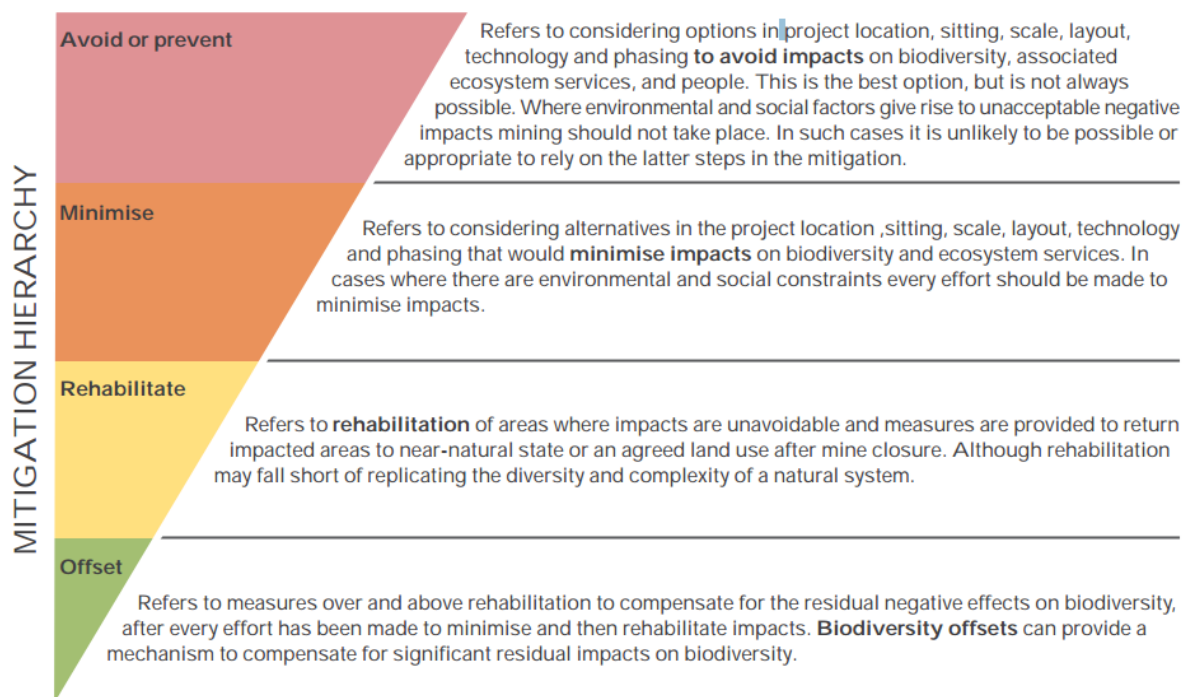 MITIGATION HIERARCHY
Avoid or prevent
Refers to considering options in project location, sitting, scale, layout,
technology and phasing to avoid impacts on biodiversity, associated
ecosystem services, and people. This is the best option, but is not always
possible. Where environmental and social factors give rise to unacceptable negative
impacts mining should not take place. In such cases it is unlikely to be possible or
appropriate to rely on the latter steps in the mitigation.
Minimise
Refers to considering alternatives in the project location ,sitting, scale, layout, technology
and phasing that would minimise impacts on biodiversity and ecosystem services. In
cases where there are environmental and social constraints every effort should be made to
minimise impacts.
Rehabilitate
Refers to rehabilitation of areas where impacts are unavoidable and measures are provided to return
impacted areas to near-natural state or an agreed land use after mine closure. Although rehabilitation
may fall short of replicating the diversity and complexity of a natural system.
Offset
Refers to measures over and above rehabilitation to compensate for the residual negative effects on biodiversity,
after every effort has been made to minimise and then rehabilitate impacts. Biodiversity offsets can provide a
mechanism to compensate for significant residual impacts on biodiversity.